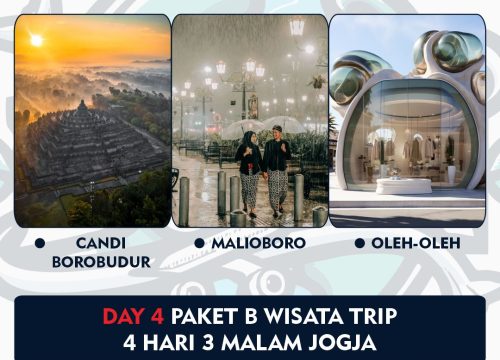 ● CANDI
BOROBUDUR
● MALIOBORO
● OLEH-OLEH
DAY 4 PAKET B WISATA TRIP
4 HARI 3 MALAM JOGJA